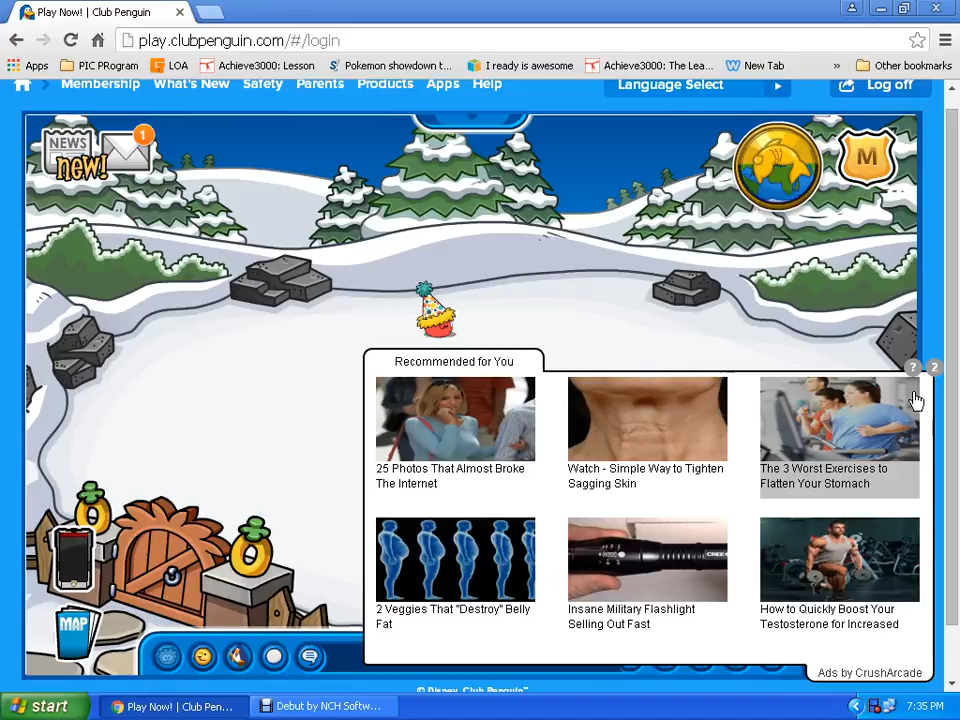 Play Now! | Club Penguin
play.clubpenguin.com/#/login
Apps
PIC PRogram
LOA
Achieve3000: Lesson
Pokemon showdown t...
I ready is awesome
Achieve3000: The Lea...
New Tab
»
Other bookmarks
Membership
What's New
Safety
Parents
Products
Apps
Help
Language Select
Log off
NEWS
new!
1
M
Recommended for You
?
2
25 Photos That Almost Broke
The Internet
Watch - Simple Way to Tighten
Sagging Skin
The 3 Worst Exercises to
Flatten Your Stomach
2 Veggies That "Destroy" Belly
Fat
Insane Military Flashlight
Selling Out Fast
How to Quickly Boost Your
Testosterone for Increased
MAP
Ads by CrushArcade
© Disney. Club Penguin™
start
Play Now! | Club Pen...
Debut by NCH Softw...
7:35 PM